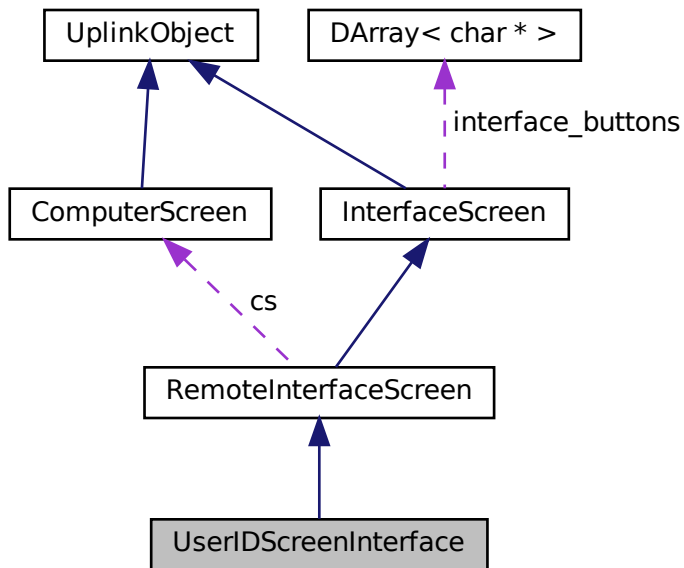 UplinkObject
DArray< char * >
interface_buttons
ComputerScreen
InterfaceScreen
cs
RemoteInterfaceScreen
UserIDScreenInterface